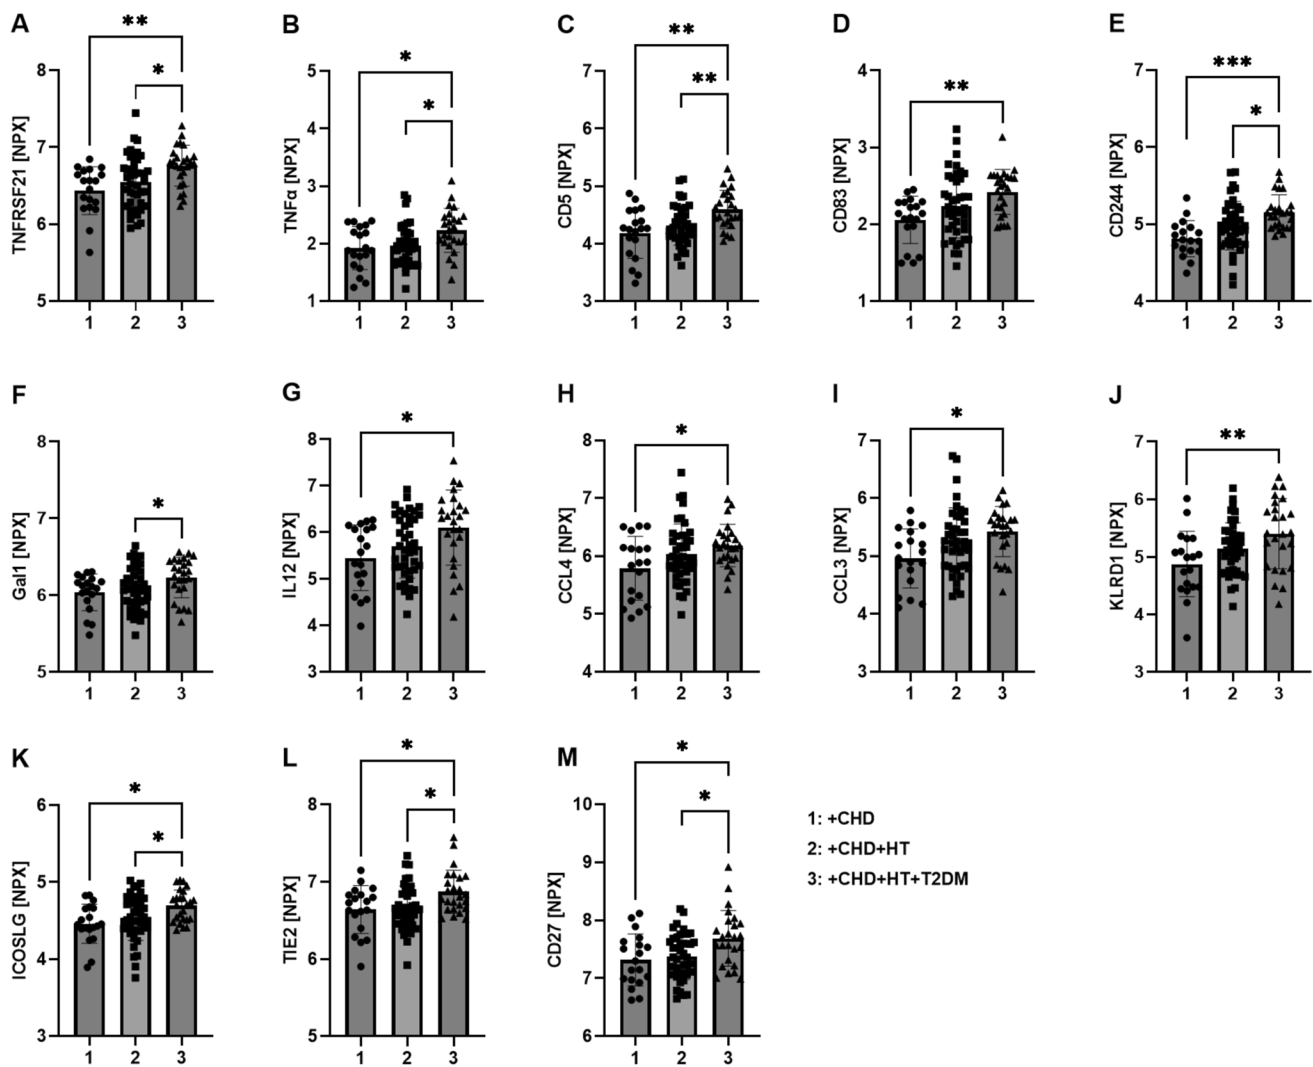 A
**
*
TNFRSF21 [NPX]
8
7
6
5
1 2 3
B
*
*
TNFα [NPX]
5
4
3
2
1
1 2 3
C
**
**
CD5 [NPX]
7
6
5
4
3
1 2 3
D
**
CD83 [NPX]
4
3
2
1
1 2 3
E
***
*
CD244 [NPX]
7
6
5
4
1 2 3
F
*
Gal1 [NPX]
8
7
6
5
1 2 3
G
*
IL12 [NPX]
8
7
6
5
4
3
1 2 3
H
*
CCL4 [NPX]
8
7
6
5
4
1 2 3
I
*
CCL3 [NPX]
7
6
5
4
3
1 2 3
J
**
KLRD1 [NPX]
7
6
5
4
3
1 2 3
K
*
*
ICOSLG [NPX]
6
5
4
3
1 2 3
L
*
*
TIE2 [NPX]
8
7
6
5
1 2 3
M
*
*
CD27 [NPX]
10
9
8
7
6
1 2 3
1: +CHD
2: +CHD+HT
3: +CHD+HT+T2DM